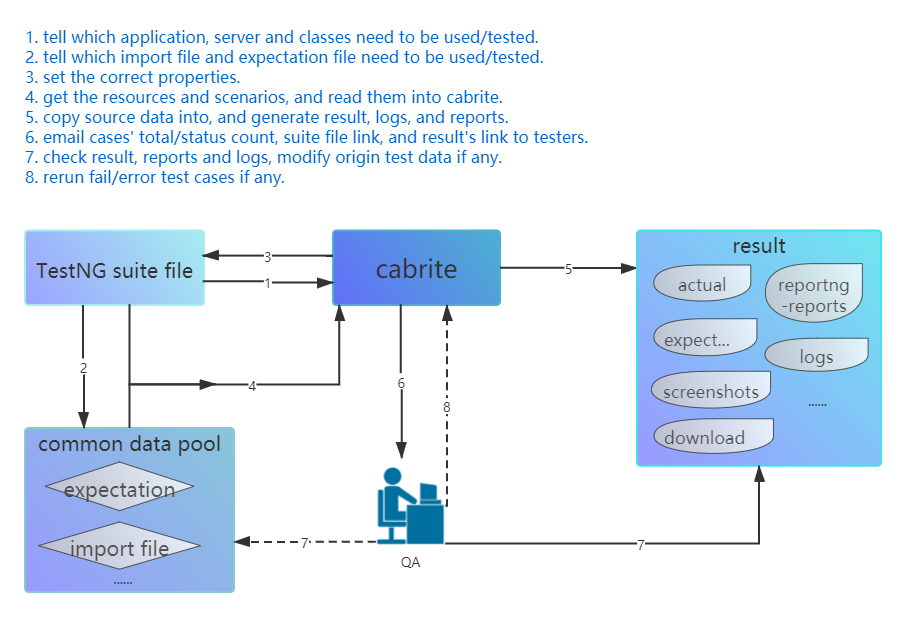 1. tell which application, server and classes need to be used/tested.
2. tell which import file and expectation file need to be used/tested.
3. set the correct properties.
4. get the resources and scenarios, and read them into cabrite.
5. copy source data into, and generate result, logs, and reports.
6. email cases' total/status count, suite file link, and result's link to testers.
7. check result, reports and logs, modify origin test data if any.
8. rerun fail/error test cases if any.
TestNG suite file
3
1
cabrite
5
result
actual
reportng
-reports
expect...
logs
screenshots
......
download
2
4
6
8
common data pool
expectation
import file
......
7
QA
7